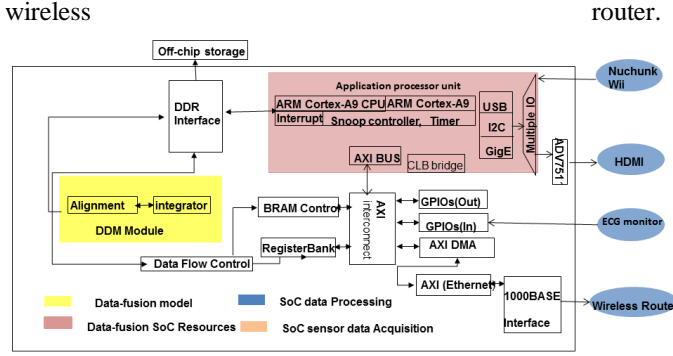 wireless router.
Off-chip storage
Nuchunk
Wii
Application processor unit
DDR
Interface
ARM Cortex-A9 CPU ARM Cortex-A9
Interrupt Snoop controller, Timer
USB
I2C
GigE
Multiple IO
ADV751
HDMI
AXI BUS
CLB bridge
Alignment
integrator
DDM Module
BRAM Control
AXI
interconnect
GPIOs(Out)
GPIOs(In)
ECG monitor
RegisterBank
AXI DMA
Data Flow Control
AXI (Ethernet)
1000BASE
Interface
Wireless Route
Data-fusion model
SoC data Processing
Data-fusion SoC Resources
SoC sensor data Acquisition